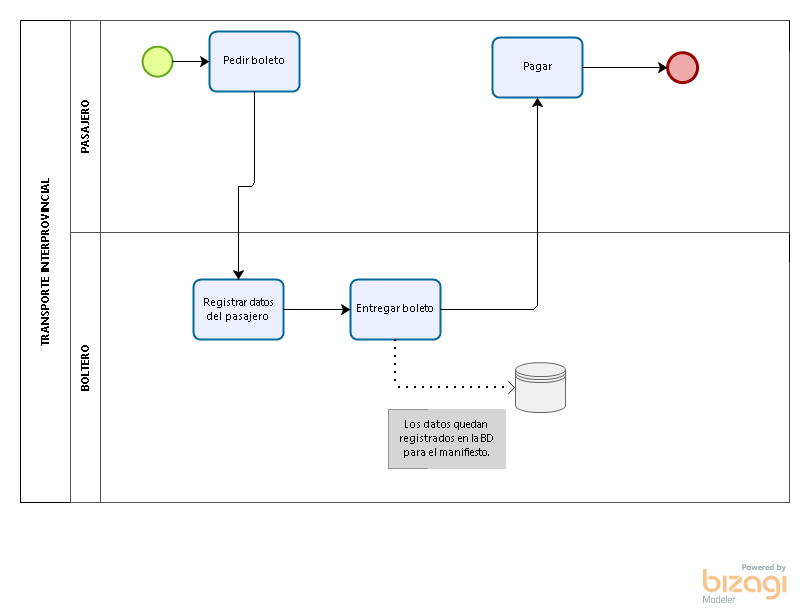 TRANSPORTE INTERPROVINCIAL
PASAJERO
Pedir boleto
Pagar
BOLTERO
Registrar datos
del pasajero
Entregar boleto
Los datos quedan
registrados en la BD
para el manifiesto.
Powered by
bizagi
Modeler